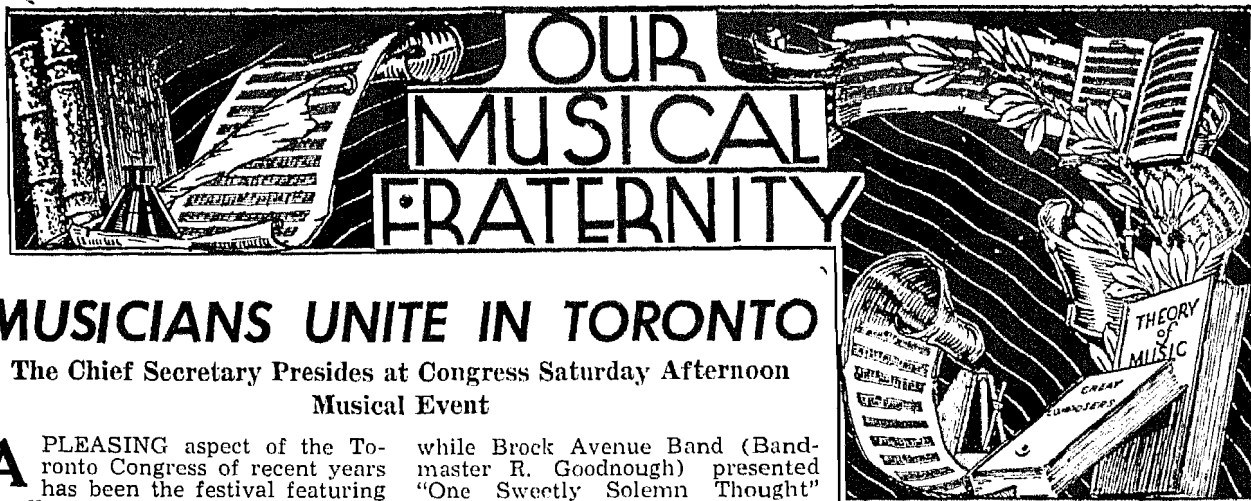 OUR
MUSICAL
FRATERNITY
THEORY
of
MUSIC
GREAT
COMPOSERS
MUSICIANS UNITE IN TORONTO
The Chief Secretary Presides at Congress Saturday Afternoon
Musical Event
A PLEASING aspect of the To-
ronto Congress of recent years
has been the festival featuring
while Brock Avenue Band (Band-
master R. Goodnough) presented
"One Sweetly Solemn Thought"